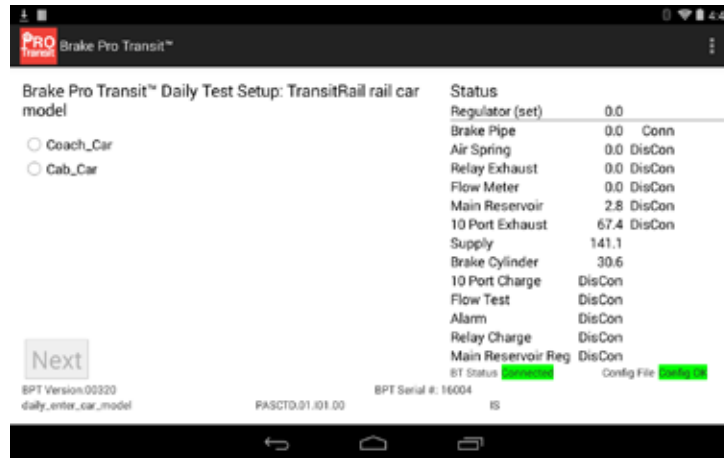 4:4
PRO Transit Brake Pro Transit™
Brake Pro Transit™ Daily Test Setup: TransitRail rail car
model
Coach_Car
Cab_Car
Next
Status
Regulator (set) 0.0
Brake Pipe 0.0 Conn
Air Spring 0.0 DisCon
Relay Exhaust 0.0 DisCon
Flow Meter 0.0 DisCon
Main Reservoir 2.8 DisCon
10 Port Exhaust 67.4 DisCon
Supply 141.1
Brake Cylinder 30.6
10 Port Charge DisCon
Flow Test DisCon
Alarm DisCon
Relay Charge DisCon
Main Reservoir Reg DisCon
BT Status Connected Config File Config OK
BPT Version:00320 BPT Serial #: 16004
daily_enter_car_model PASCTD.01.I01.00 IS